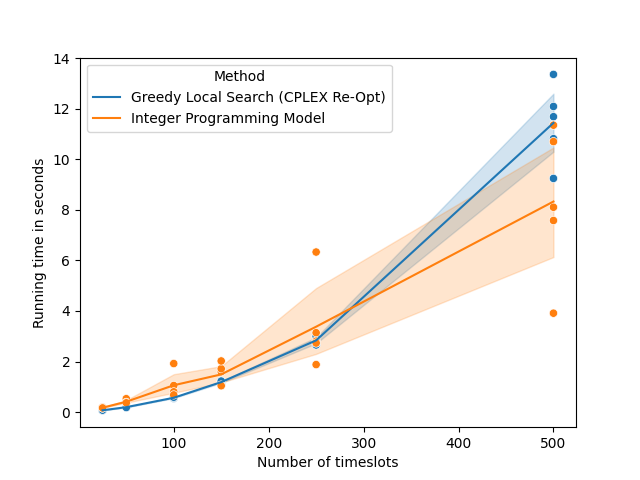 Method
Greedy Local Search (CPLEX Re-Opt)
Integer Programming Model
Running time in seconds
14
12
10
8
6
4
2
0
100
200
300
400
500
Number of timeslots